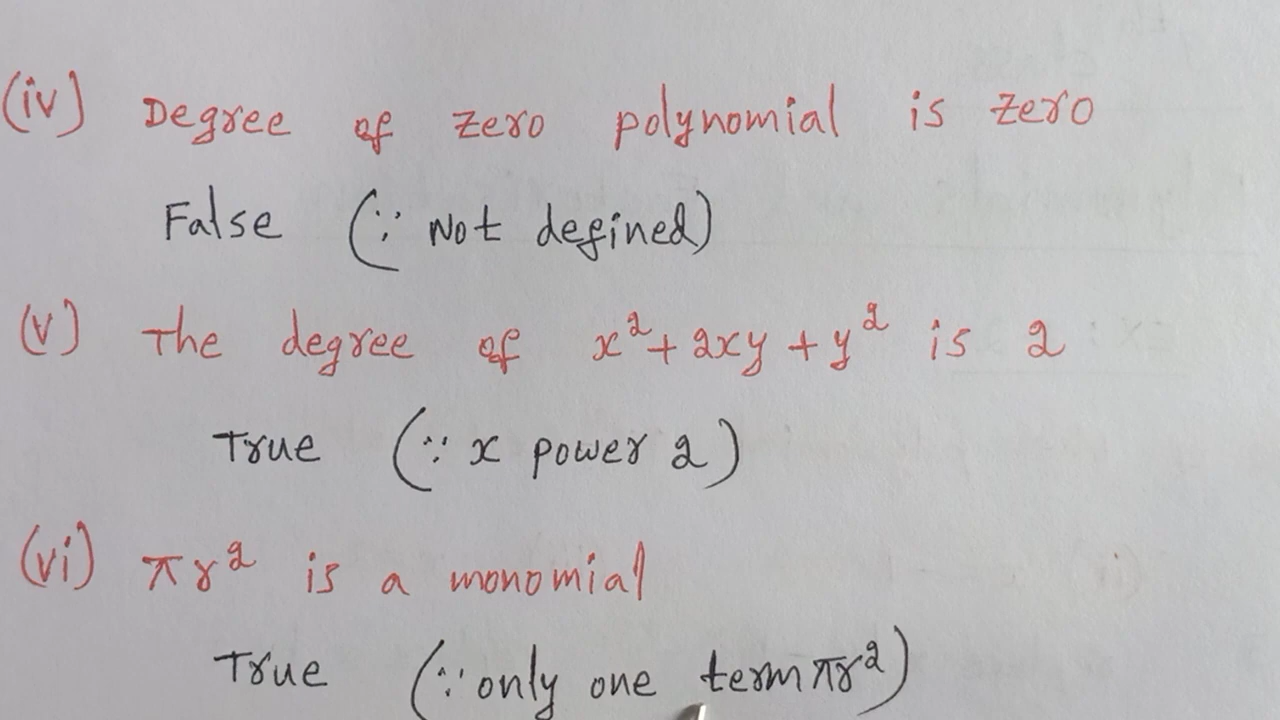 (iv) Degree of zero polynomial is zero
False (∵ Not defined)
(v) The degree of x²+2xy+y² is 2
True (∵ x power 2)
(vi) πr² is a monomial
True (∵ only one term πr²)